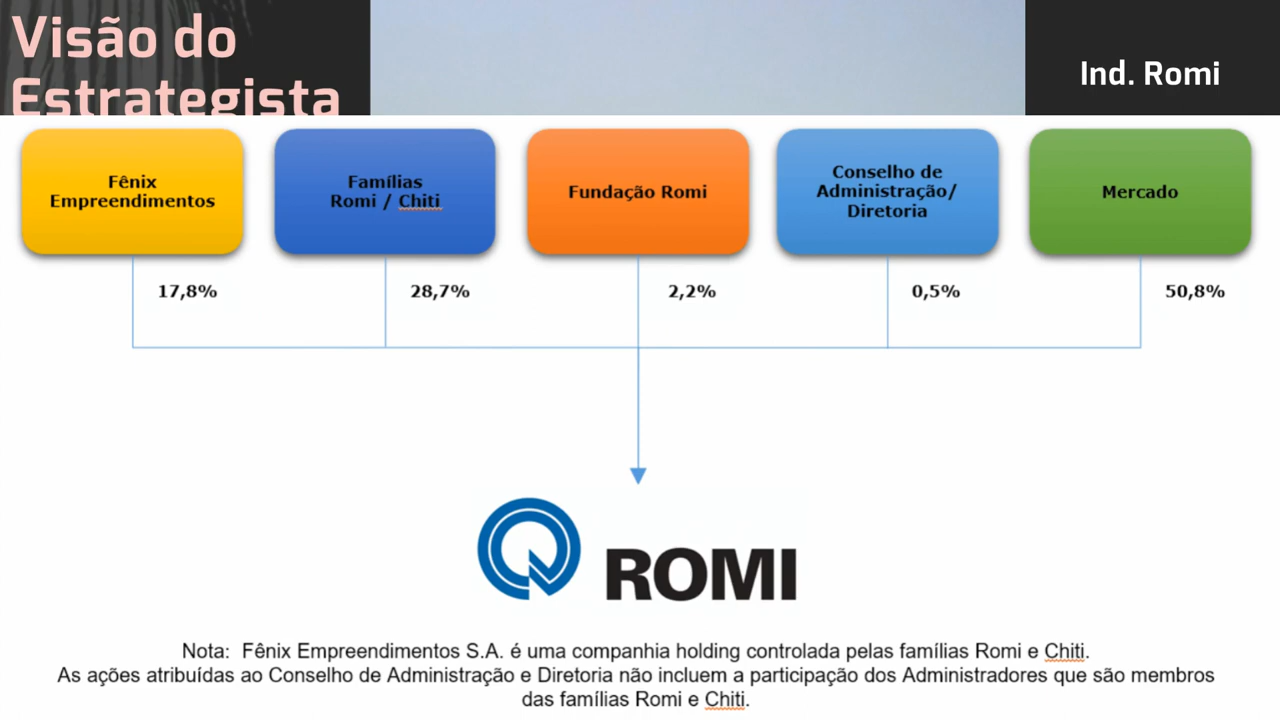 Visão do
Estrategista
Ind. Romi
Fênix
Empreendimentos
Famílias
Romi / Chiti
Fundação Romi
Conselho de
Administração/
Diretoria
Mercado
17,8%
28,7%
2,2%
0,5%
50,8%
ROMI
Nota: Fênix Empreendimentos S.A. é uma companhia holding controlada pelas famílias Romi e Chiti.
As ações atribuídas ao Conselho de Administração e Diretoria não incluem a participação dos Administradores que são membros
das famílias Romi e Chiti.